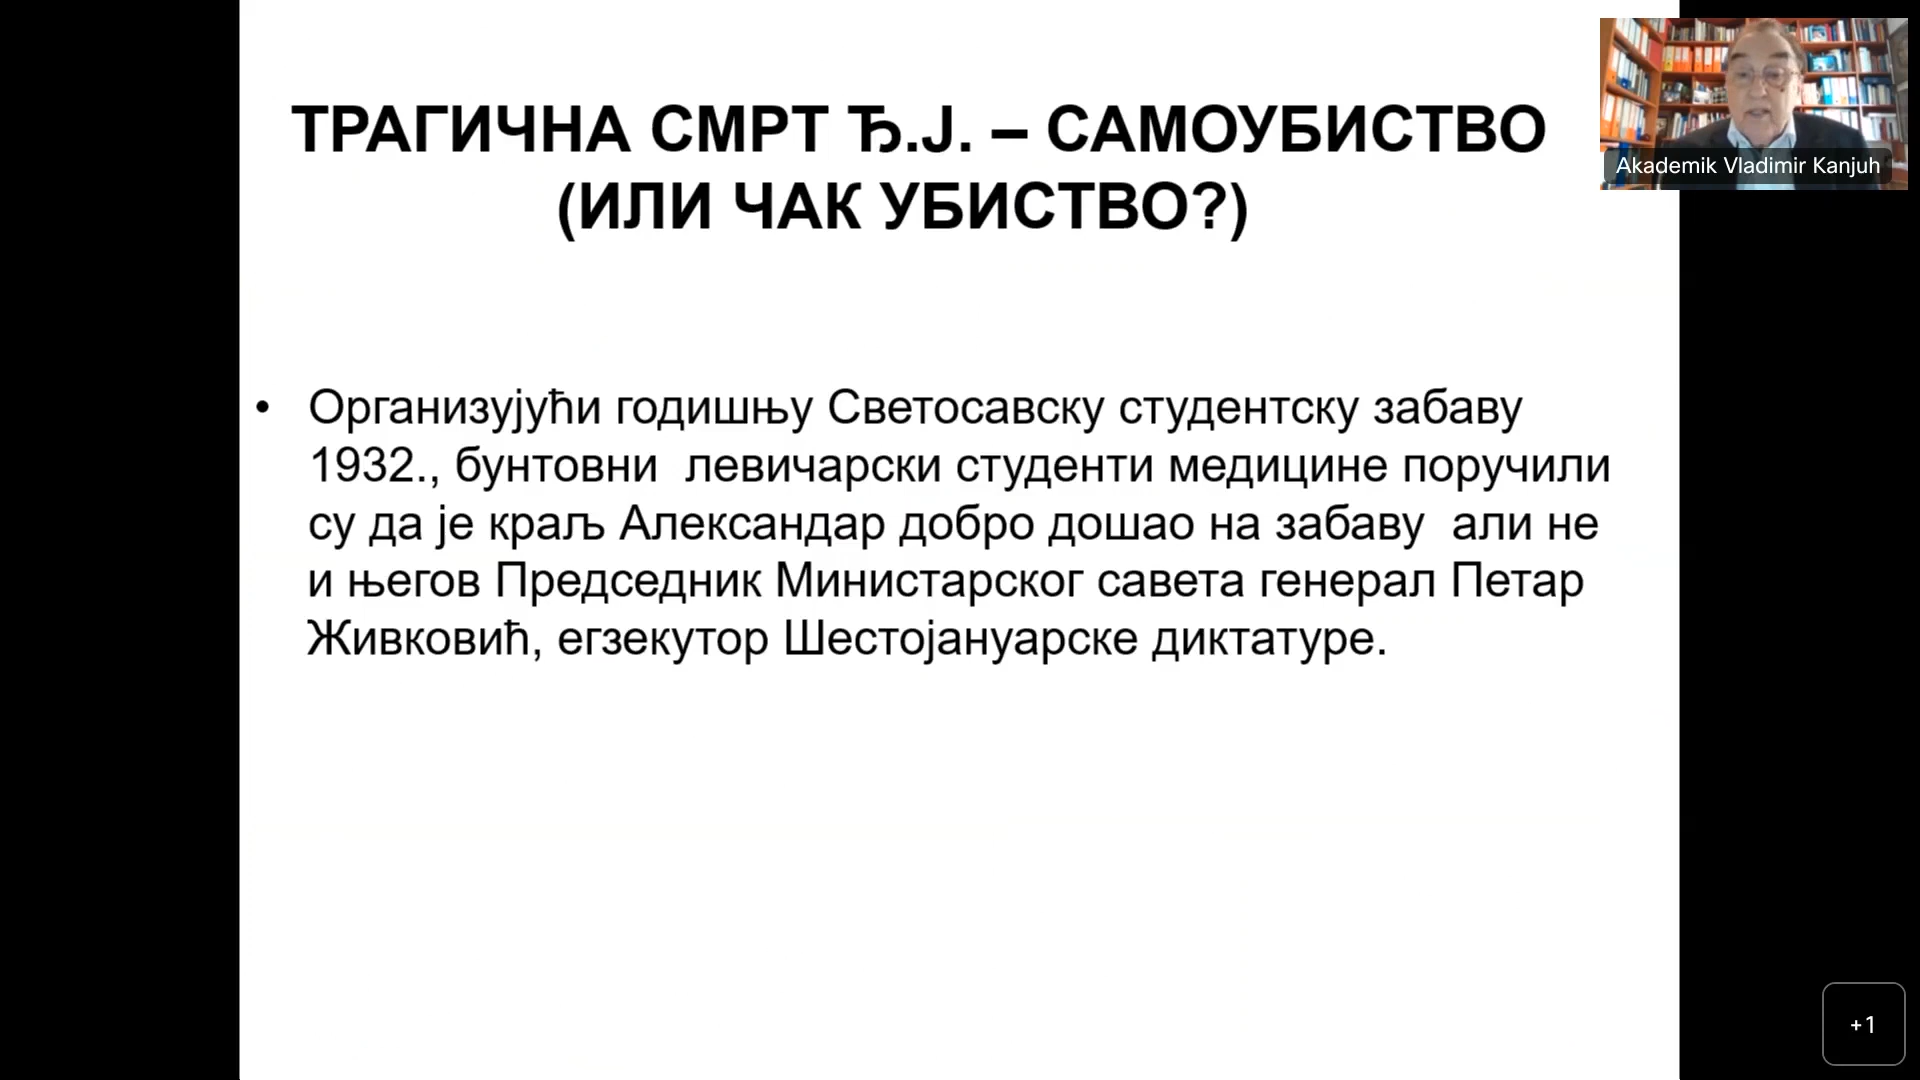 ТРАГИЧНА СМРТ Ђ.Ј. – САМОУБИСТВО
(ИЛИ ЧАК УБИСТВО?)
Akademik Vladimir Kanjuh
• Организујући годишњу Светосавску студентску забаву
1932., бунтовни левичарски студенти медицине поручили
су да је краљ Александар добро дошао на забаву али не
и његов Председник Министарског савета генерал Петар
Живковић, егзекутор Шестојануарске диктатуре.
+1